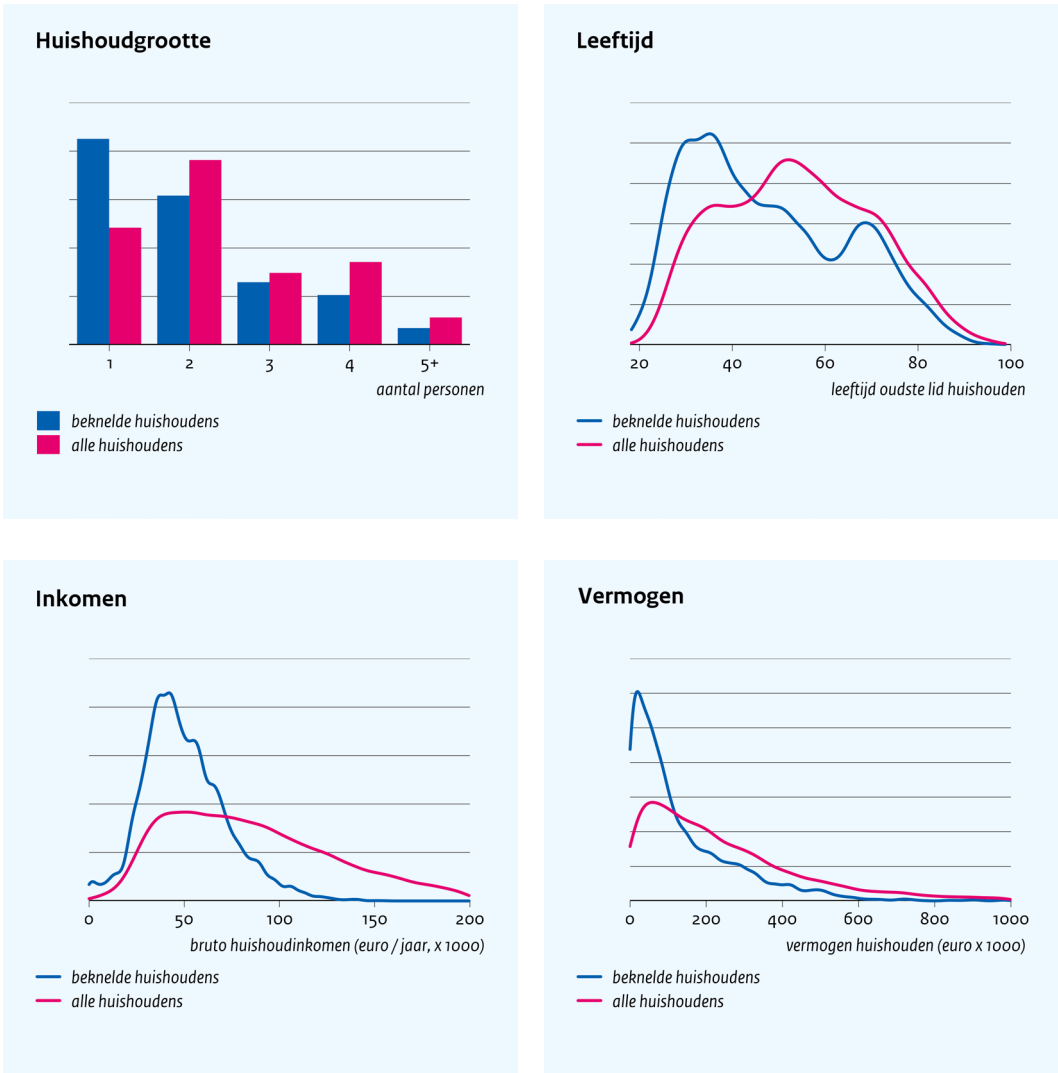 Huishoudgrootte
1 2 3 4 5+
aantal personen
beknelde huishoudens
alle huishoudens
Leeftijd
20 40 60 80 100
leeftijd oudste lid huishouden
beknelde huishoudens
alle huishoudens
Inkomen
0 50 100 150 200
bruto huishoudinkomen (euro / jaar, x 1000)
beknelde huishoudens
alle huishoudens
Vermogen
0 200 400 600 800 1000
vermogen huishouden (euro x 1000)
beknelde huishoudens
alle huishoudens